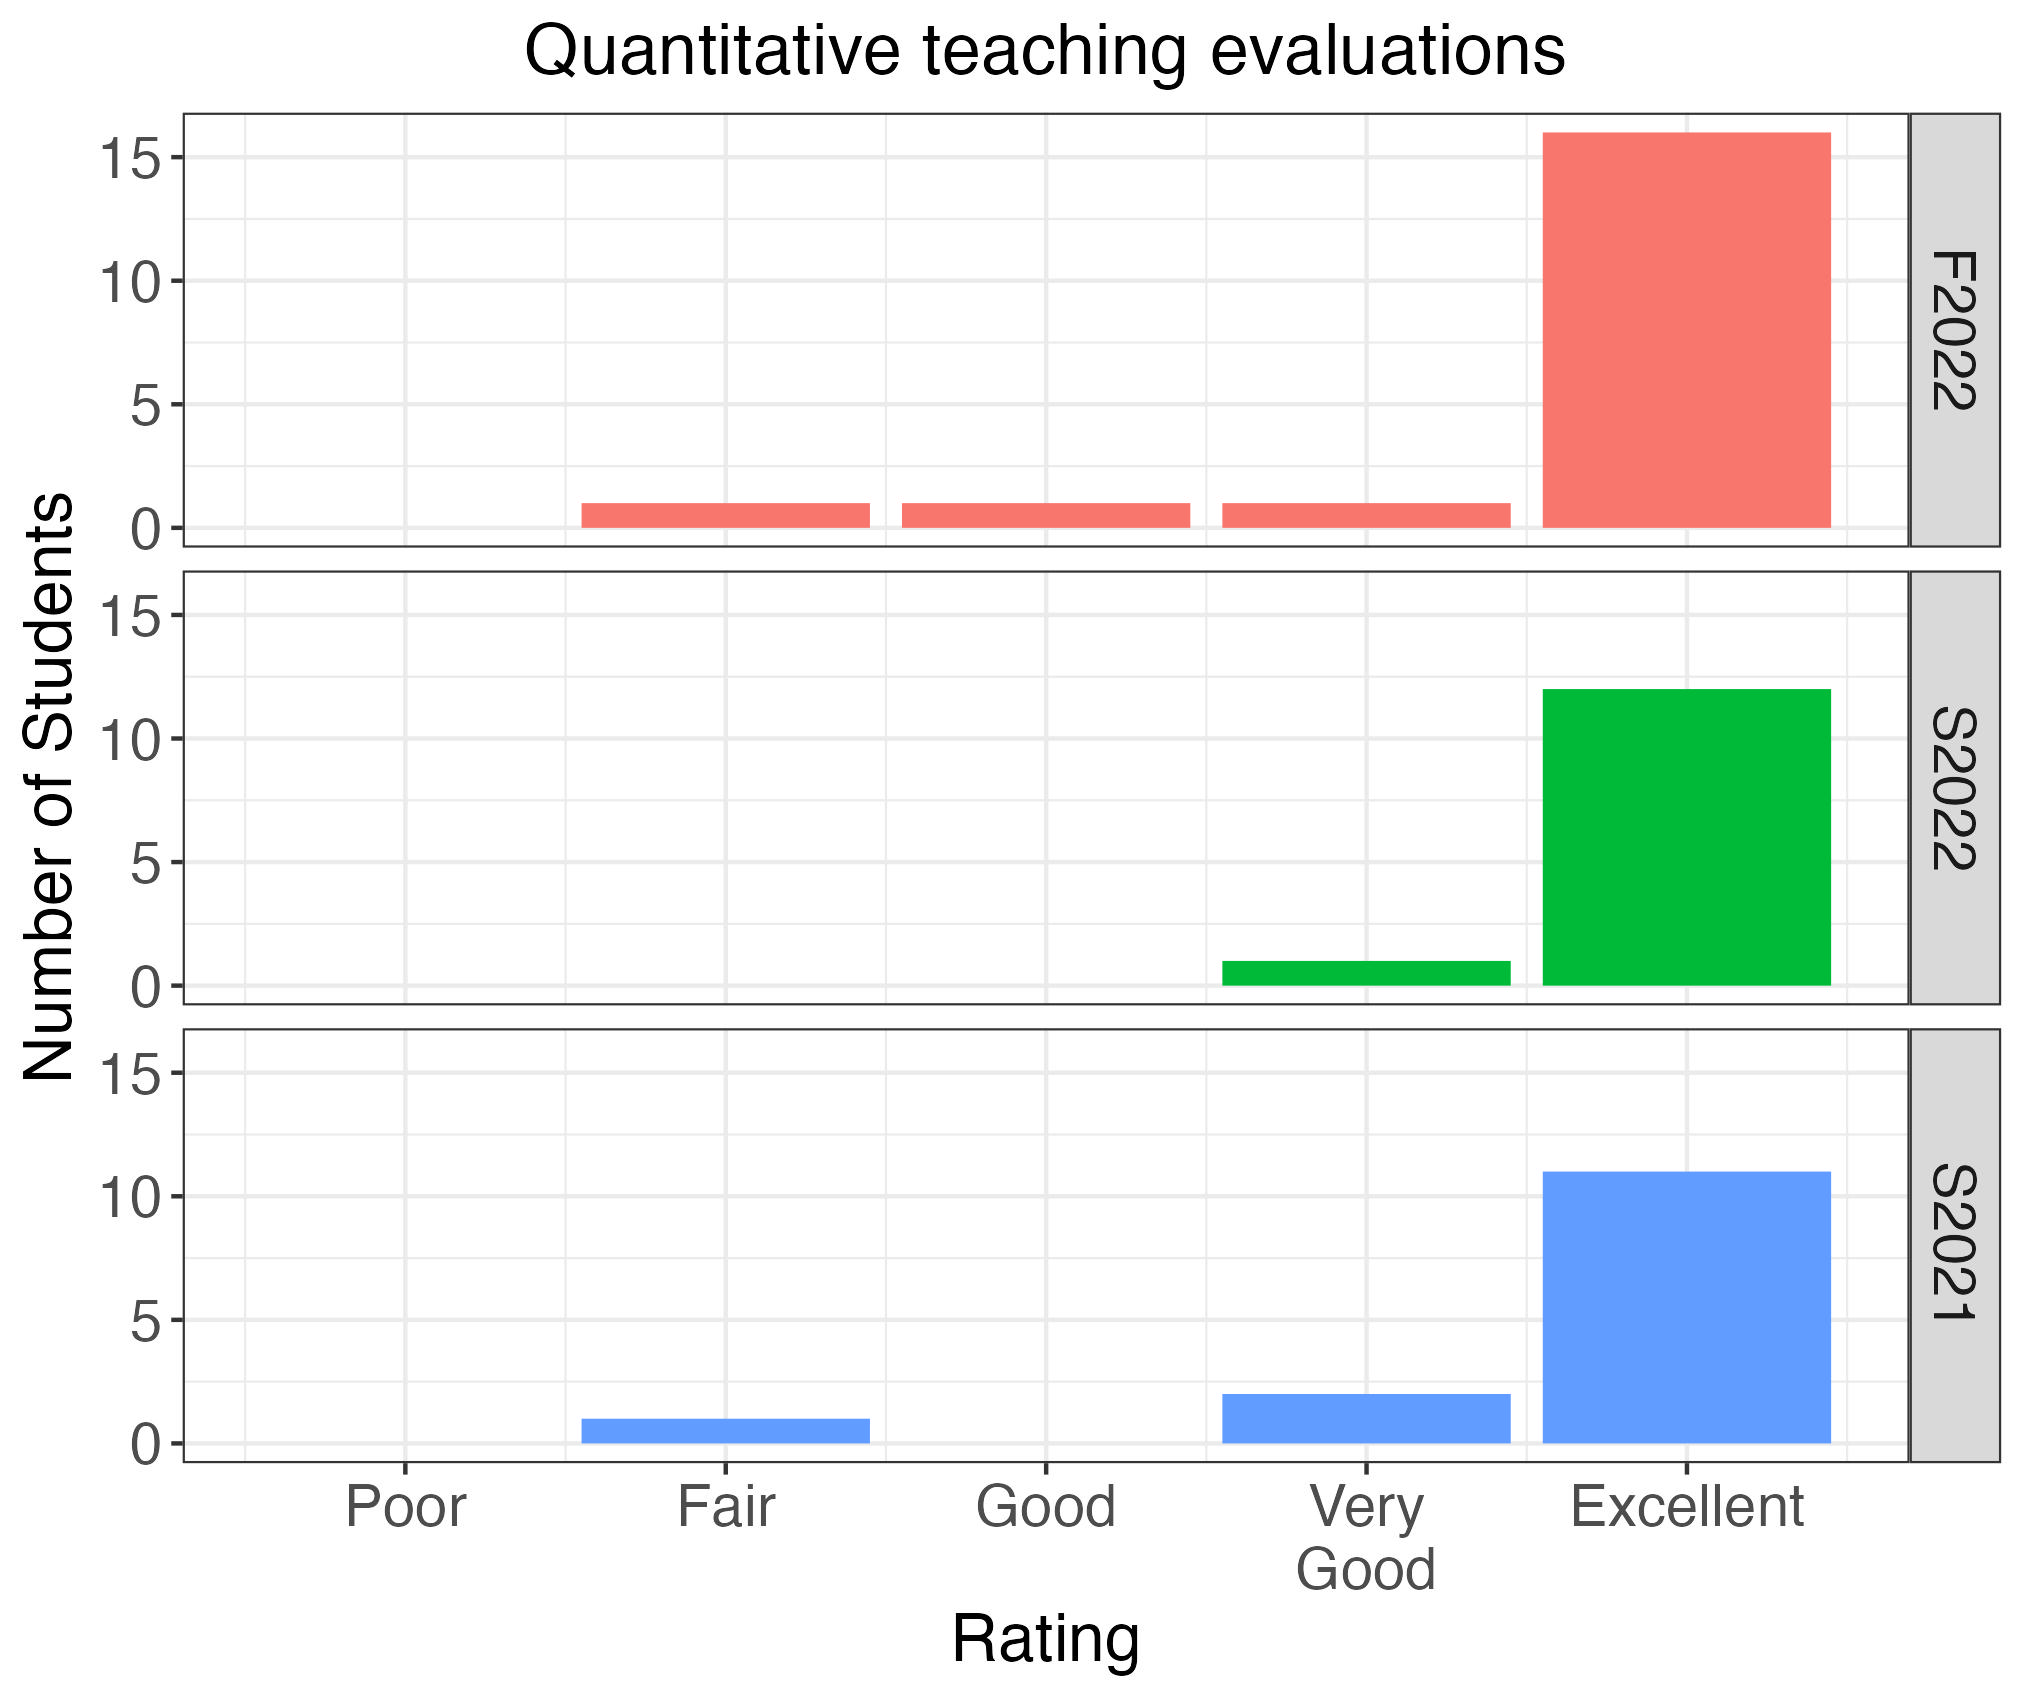 Quantitative teaching evaluations
Number of Students
15
10
5
0
F2022
15
10
5
0
S2022
15
10
5
0
S2021
Poor Fair Good Very Excellent
Good
Rating